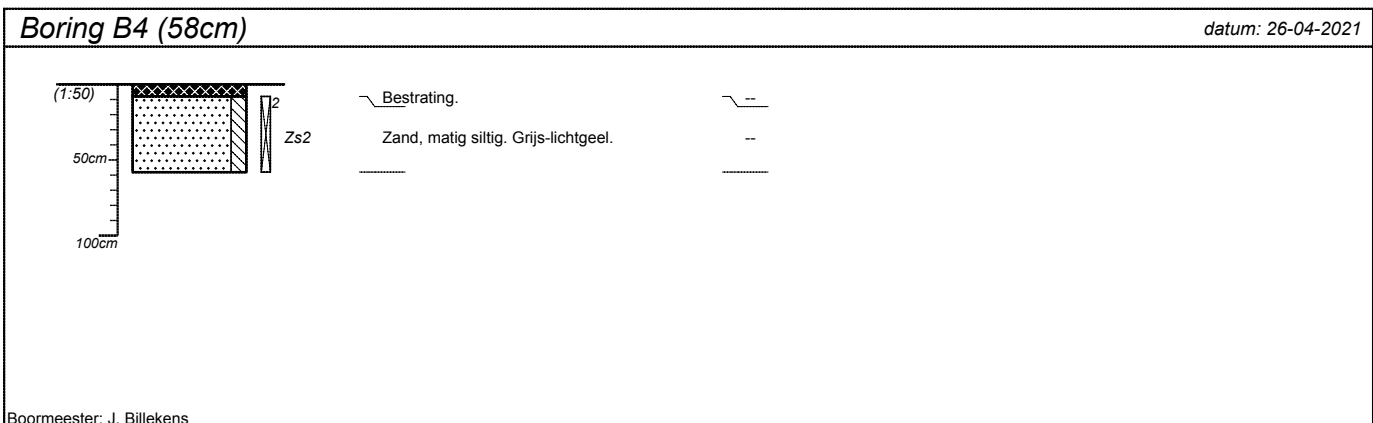 Boring B4 (58cm) datum: 26-04-2021
(1:50) 2 Bestrating. --
Zs2 Zand, matig siltig. Grijs-lichtgeel. --
50cm
100cm
Boormeester: J. Billekens